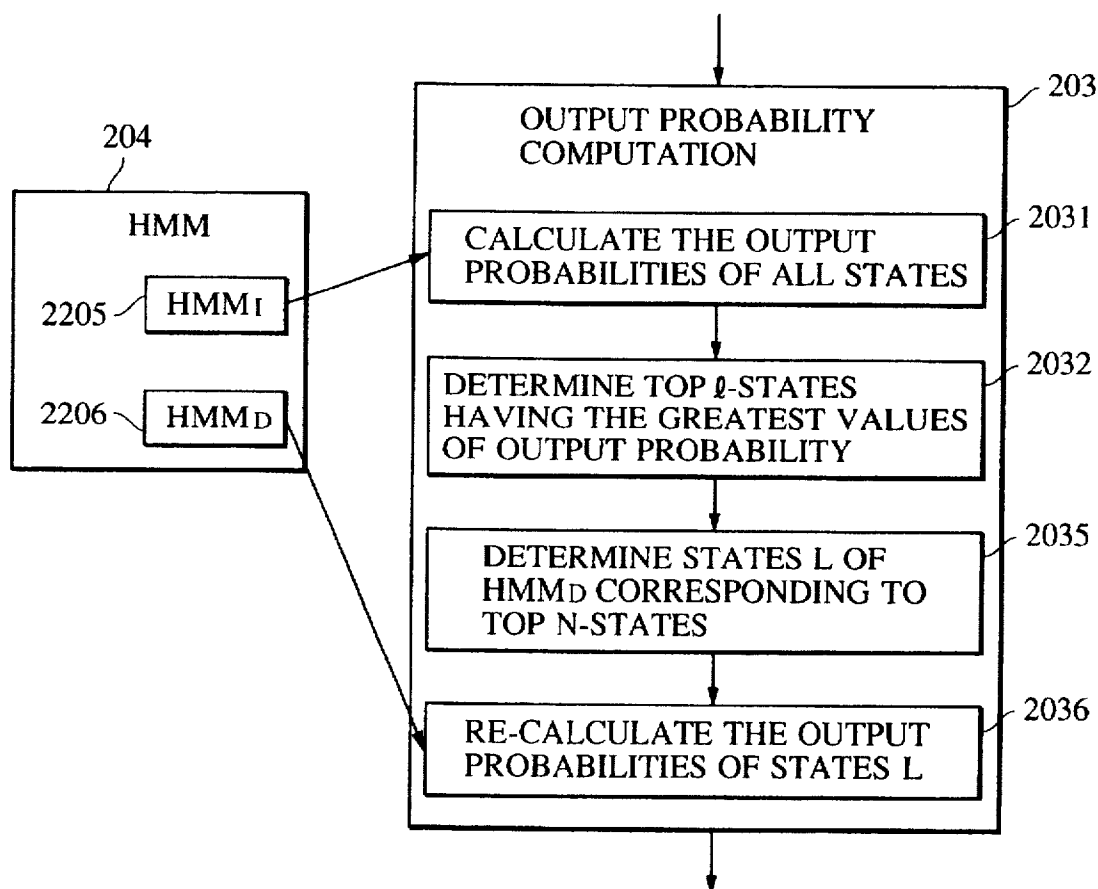 203
OUTPUT PROBABILITY
COMPUTATION
204
HMM
2205
HMMI
2206
HMMD
2031
CALCULATE THE OUTPUT
PROBABILITIES OF ALL STATES
2032
DETERMINE TOP ℓ-STATES
HAVING THE GREATEST VALUES
OF OUTPUT PROBABILITY
2035
DETERMINE STATES L OF
HMMD CORRESPONDING TO
TOP N-STATES
2036
RE-CALCULATE THE OUTPUT
PROBABILITIES OF STATES L